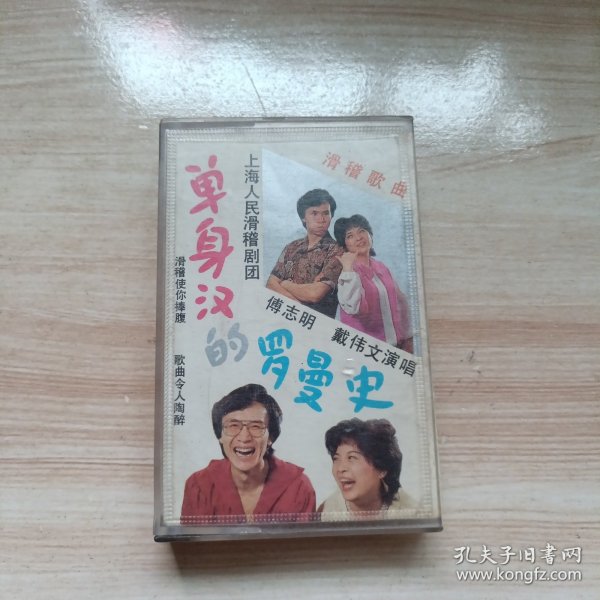 滑稽歌曲
上海人民滑稽剧团
单身汉
的
罗曼史
傅志明
戴伟文演唱
滑稽使你捧腹
歌曲令人陶醉
孔夫子旧书网
www.kongfz.com